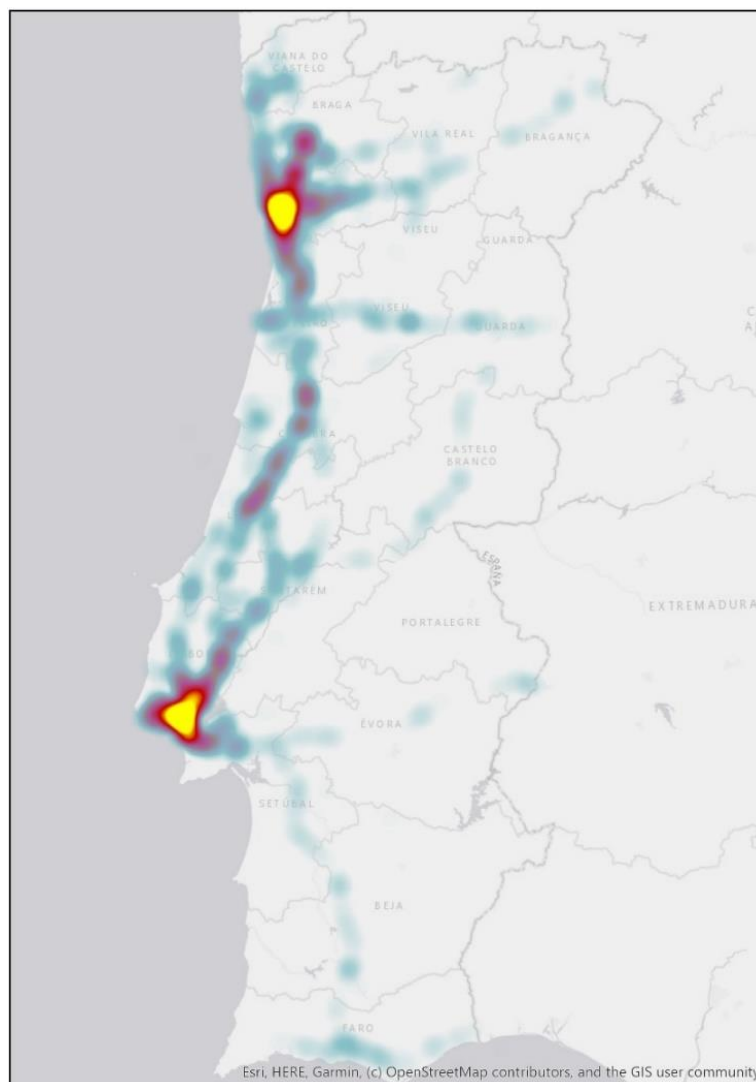 VIANA DO
CASTELO
BRAGA
VILA REAL
BRAGANÇA
VISEU
GUARDA
VISEU
GUARDA
CASTELO
BRANCO
ESPAÑA
EXTREMADURA
PORTALEGRE
ÉVORA
SETÚBAL
BEJA
FARO
Esri, HERE, Garmin, (c) OpenStreetMap contributors, and the GIS user community